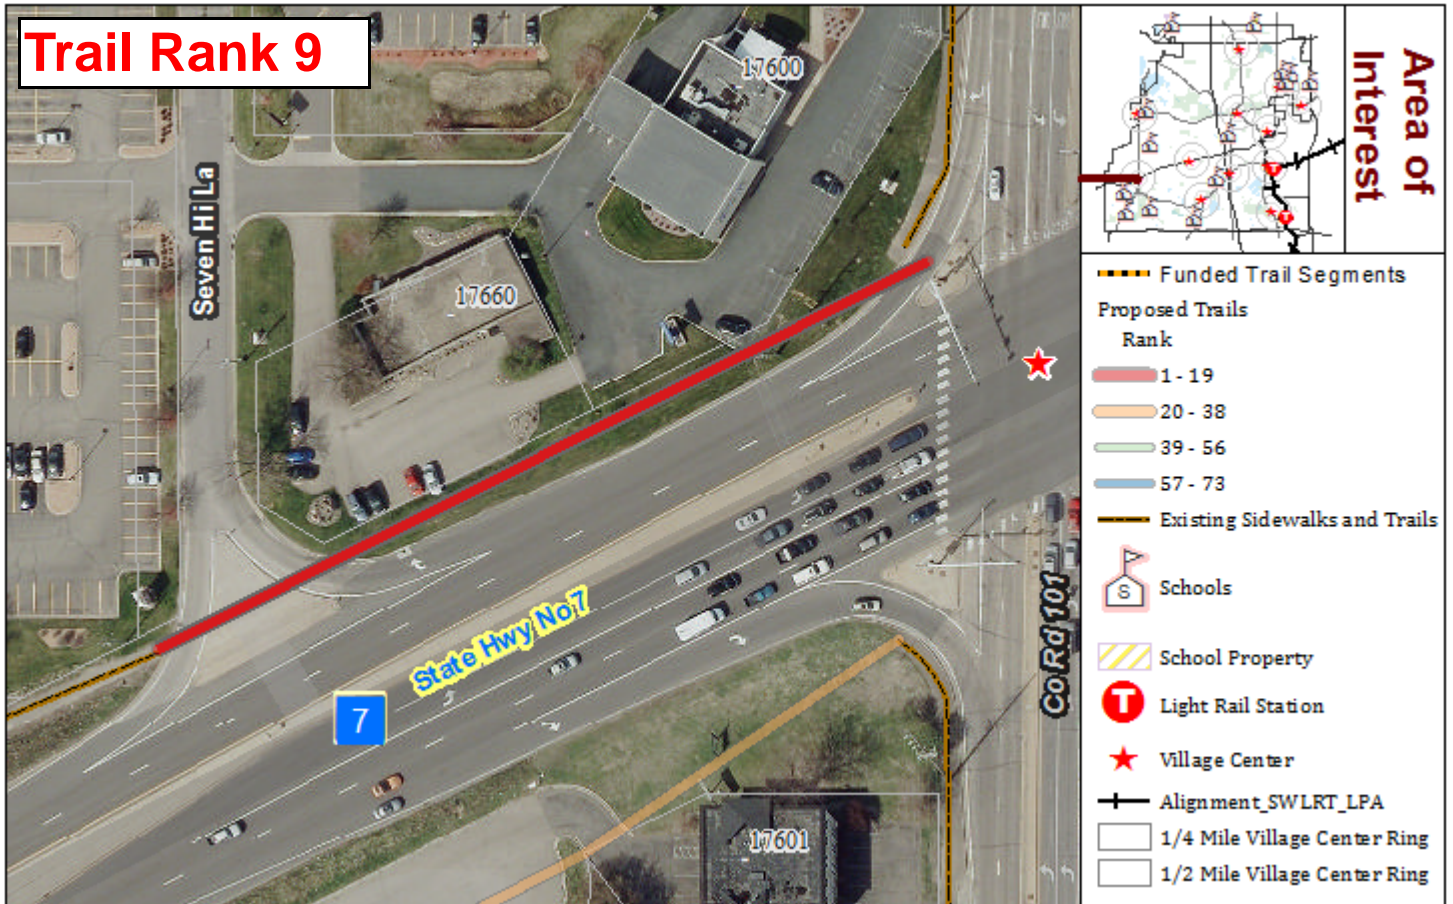 Trail Rank 9
17600
Seven Hi La
17660
State Hwy No 7
7
Co Rd 101
17601
Area of
Interest
T
T
Funded Trail Segments
Proposed Trails
Rank
1 - 19
20 - 38
39 - 56
57 - 73
Existing Sidewalks and Trails
S
Schools
School Property
T
Light Rail Station
Village Center
Alignment_SWLRT_LPA
1/4 Mile Village Center Ring
1/2 Mile Village Center Ring